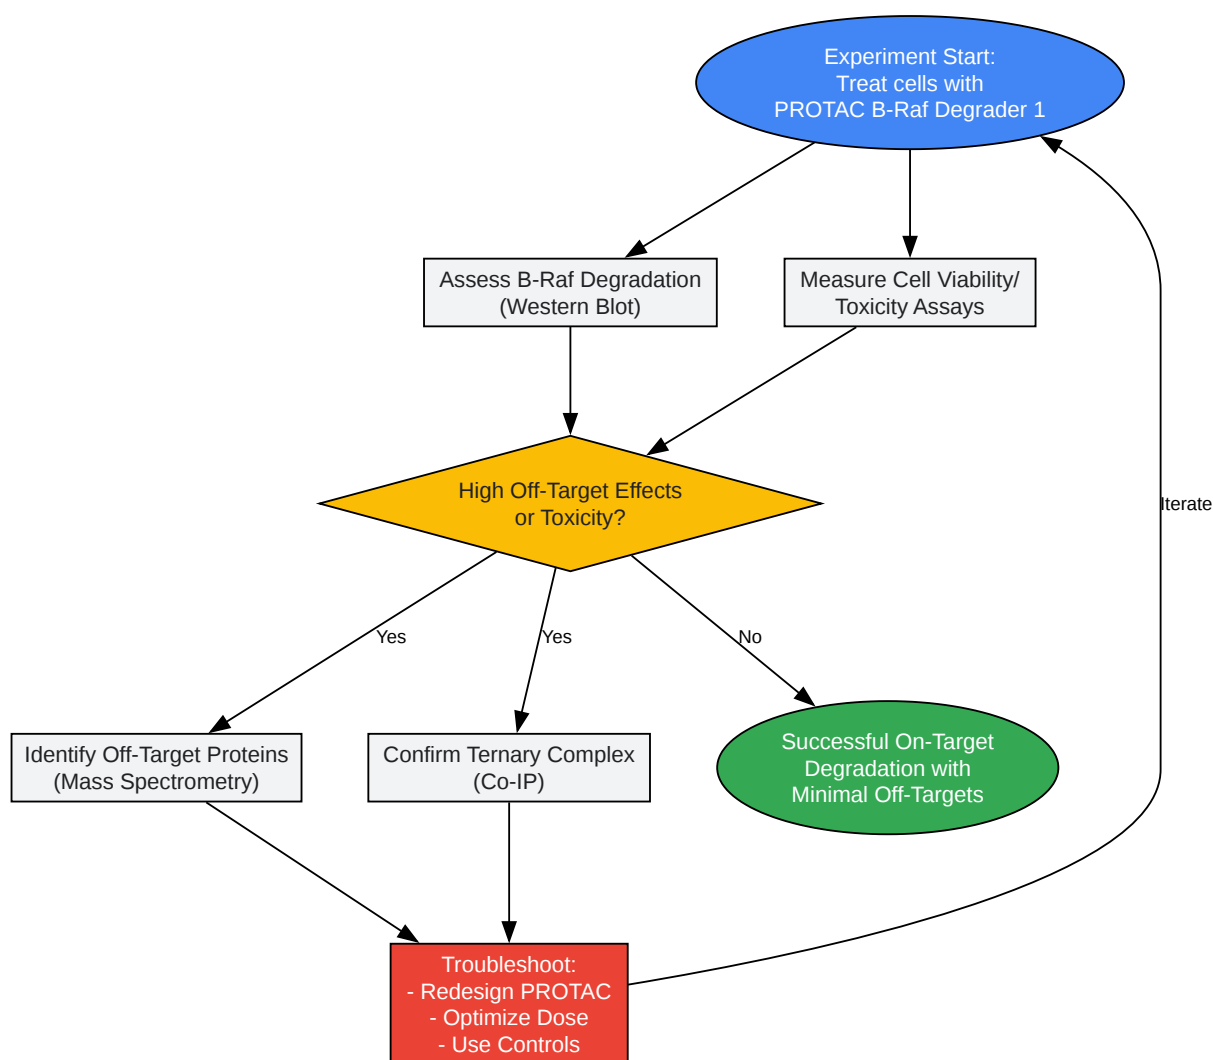 Experiment Start:
Treat cells with
PROTAC B-Raf Degrader 1
Assess B-Raf Degradation
(Western Blot)
Measure Cell Viability/
Toxicity Assays
High Off-Target Effects
or Toxicity?
Iterate
Yes
Yes
No
Identify Off-Target Proteins
(Mass Spectrometry)
Confirm Ternary Complex
(Co-IP)
Successful On-Target
Degradation with
Minimal Off-Targets
Troubleshoot:
- Redesign PROTAC
- Optimize Dose
- Use Controls